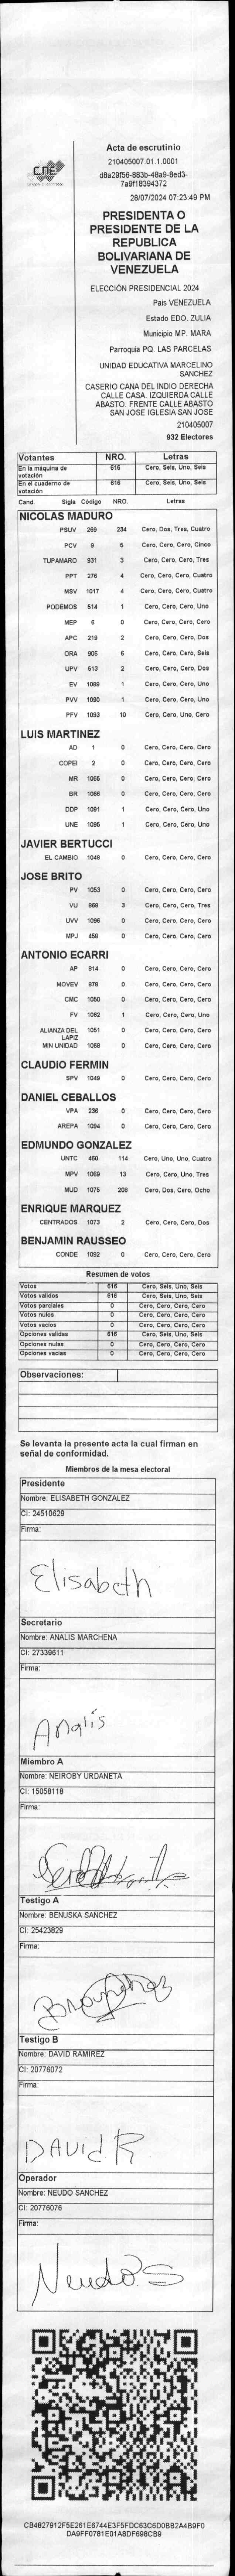 CNE
Acta de escrutinio
210405007.01.1.0001
d8a29f56-883b-48a9-8ed3-
7a9f18394372
28/07/2024 07:23:49 PM
PRESIDENTA O
PRESIDENTE DE LA
REPUBLICA
BOLIVARIANA DE
VENEZUELA
ELECCIÓN PRESIDENCIAL 2024
Pais VENEZUELA
Estado EDO. ZULIA
Municipio MP. MARA
Parroquia PQ. LAS PARCELAS
UNIDAD EDUCATIVA MARCELINO
SANCHEZ
CASERIO CANA DEL INDIO DERECHA
CALLE CASA. IZQUIERDA CALLE
ABASTO. FRENTE CALLE ABASTO
SAN JOSE IGLESIA SAN JOSE
210405007
932 Electores
Votantes NRO. Letras
En la máquina de votación 616 Cero, Seis, Uno, Seis
En el cuaderno de votación 616 Cero, Seis, Uno, Seis
Cand. Sigla Código NRO. Letras
NICOLAS MADURO
PSUV 269 234 Cero, Dos, Tres, Cuatro
PCV 9 5 Cero, Cero, Cero, Cinco
TUPAMARO 931 3 Cero, Cero, Cero, Tres
PPT 276 4 Cero, Cero, Cero, Cuatro
MSV 1017 4 Cero, Cero, Cero, Cuatro
PODEMOS 514 1 Cero, Cero, Cero, Uno
MEP 6 0 Cero, Cero, Cero, Cero
APC 219 2 Cero, Cero, Cero, Dos
ORA 906 6 Cero, Cero, Cero, Seis
UPV 513 2 Cero, Cero, Cero, Dos
EV 1089 1 Cero, Cero, Cero, Uno
PVV 1090 1 Cero, Cero, Cero, Uno
PFV 1093 10 Cero, Cero, Uno, Cero
LUIS MARTINEZ
AD 1 0 Cero, Cero, Cero, Cero
COPEI 2 0 Cero, Cero, Cero, Cero
MR 1065 0 Cero, Cero, Cero, Cero
BR 1066 0 Cero, Cero, Cero, Cero
DDP 1091 1 Cero, Cero, Cero, Uno
UNE 1095 1 Cero, Cero, Cero, Uno
JAVIER BERTUCCI
EL CAMBIO 1048 0 Cero, Cero, Cero, Cero
JOSE BRITO
PV 1053 0 Cero, Cero, Cero, Cero
VU 868 3 Cero, Cero, Cero, Tres
UVV 1096 0 Cero, Cero, Cero, Cero
MPJ 458 0 Cero, Cero, Cero, Cero
ANTONIO ECARRI
AP 814 0 Cero, Cero, Cero, Cero
MOVEV 878 0 Cero, Cero, Cero, Cero
CMC 1050 0 Cero, Cero, Cero, Cero
FV 1062 1 Cero, Cero, Cero, Uno
ALIANZA DEL LAPIZ 1051 0 Cero, Cero, Cero, Cero
MIN UNIDAD 1068 0 Cero, Cero, Cero, Cero
CLAUDIO FERMIN
SPV 1049 0 Cero, Cero, Cero, Cero
DANIEL CEBALLOS
VPA 236 0 Cero, Cero, Cero, Cero
AREPA 1094 0 Cero, Cero, Cero, Cero
EDMUNDO GONZALEZ
UNTC 460 114 Cero, Uno, Uno, Cuatro
MPV 1069 13 Cero, Cero, Uno, Tres
MUD 1075 208 Cero, Dos, Cero, Ocho
ENRIQUE MARQUEZ
CENTRADOS 1073 2 Cero, Cero, Cero, Dos
BENJAMIN RAUSSEO
CONDE 1092 0 Cero, Cero, Cero, Cero
Resumen de votos
Votos 616 Cero, Seis, Uno, Seis
Votos validos 616 Cero, Seis, Uno, Seis
Votos parciales 0 Cero, Cero, Cero, Cero
Votos nulos 0 Cero, Cero, Cero, Cero
Votos vacios 0 Cero, Cero, Cero, Cero
Opciones validas 616 Cero, Seis, Uno, Seis
Opciones nulas 0 Cero, Cero, Cero, Cero
Opciones vacias 0 Cero, Cero, Cero, Cero
Observaciones:
Se levanta la presente acta la cual firman en
señal de conformidad.
Miembros de la mesa electoral
Presidente
Nombre: ELISABETH GONZALEZ
CI: 24510629
Firma:
Elisabeth
Secretario
Nombre: ANALIS MARCHENA
CI: 27339611
Firma:
Analis
Miembro A
Nombre: NEIROBY URDANETA
CI: 15058118
Firma:
Testigo A
Nombre: BENUSKA SANCHEZ
CI: 25423829
Firma:
Testigo B
Nombre: DAVID RAMIREZ
CI: 20776072
Firma:
DAVID R
Operador
Nombre: NEUDO SANCHEZ
CI: 20776076
Firma:
Neudo S
CB4827912F5E261E6744E3F5FDC63C6D0BB2A4B9F0
DA9FF0781E01A8DF698CB9